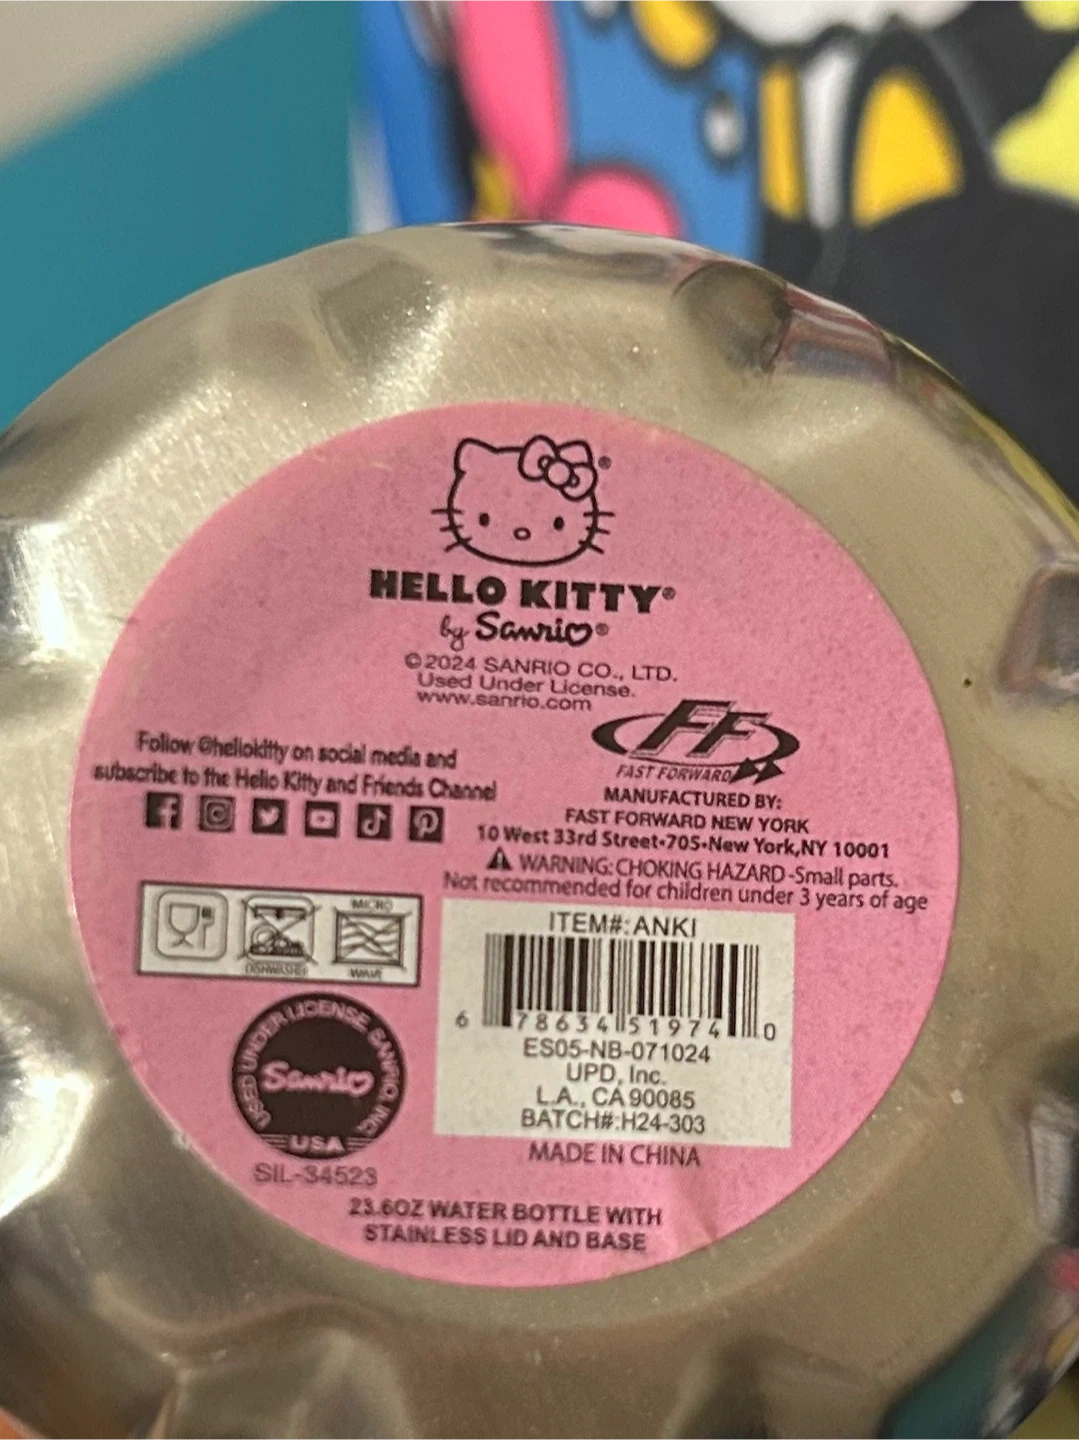 HELLO KITTY®
by Sanrio®
©2024 SANRIO CO., LTD.
Used Under License.
www.sanrio.com
FF
FAST FORWARD
Follow @hellokitty on social media and
subscribe to the Hello Kitty and Friends Channel
MANUFACTURED BY:
FAST FORWARD NEW YORK
10 West 33rd Street•705•New York,NY 10001
WARNING: CHOKING HAZARD -Small parts.
Not recommended for children under 3 years of age
DISHWASHER
MICRO
WAVE
ITEM#:ANKI
6 78634 51974 0
ES05-NB-071024
UPD, Inc.
L.A., CA 90085
BATCH#:H24-303
USED UNDER LICENSE, SANRIO, INC.
Sanrio
USA
SIL-34523
MADE IN CHINA
23.6OZ WATER BOTTLE WITH
STAINLESS LID AND BASE